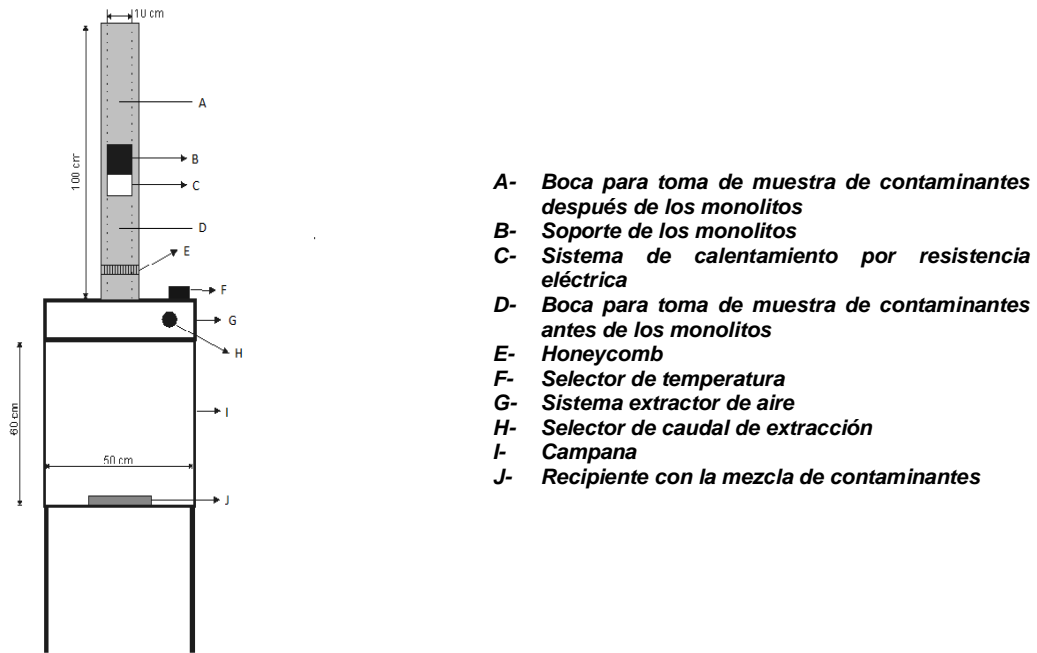 10 cm
100 cm
A
B
C
D
E
F
G
H
60 cm
I
50 cm
J
A- Boca para toma de muestra de contaminantes
después de los monolitos
B- Soporte de los monolitos
C- Sistema de calentamiento por resistencia
eléctrica
D- Boca para toma de muestra de contaminantes
antes de los monolitos
E- Honeycomb
F- Selector de temperatura
G- Sistema extractor de aire
H- Selector de caudal de extracción
I- Campana
J- Recipiente con la mezcla de contaminantes